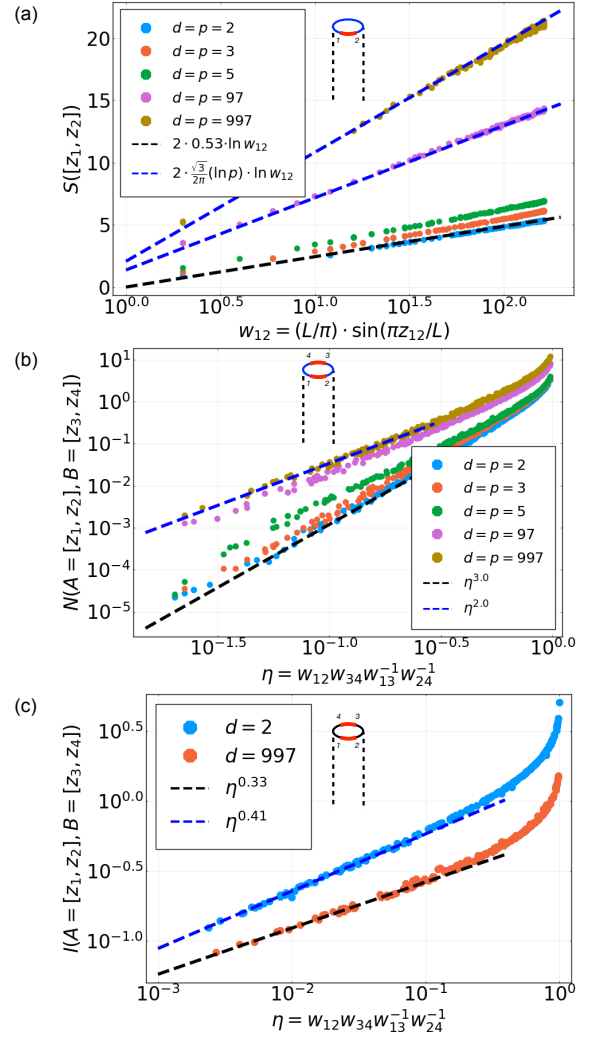 (a)
S([z₁, z₂])
20
15
10
5
0
d = p = 2
d = p = 3
d = p = 5
d = p = 97
d = p = 997
2 · 0.53 · ln w₁₂
2 · √3/2π (ln p) · ln w₁₂
1 2
10^0.0 10^0.5 10^1.0 10^1.5 10^2.0
w₁₂ = (L/π) · sin(πz₁₂/L)
(b)
N(A = [z₁, z₂], B = [z₃, z₄])
10¹
10⁰
10⁻¹
10⁻²
10⁻³
10⁻⁴
10⁻⁵
4 3
1 2
d = p = 2
d = p = 3
d = p = 5
d = p = 97
d = p = 997
η^3.0
η^2.0
10^−1.5 10^−1.0 10^−0.5 10^0.0
η = w₁₂w₃₄w₁₃⁻¹w₂₄⁻¹
(c)
I(A = [z₁, z₂], B = [z₃, z₄])
10^0.5
10^0.0
10^−0.5
10^−1.0
d = 2
d = 997
η^0.33
η^0.41
4 3
1 2
10⁻³ 10⁻² 10⁻¹ 10⁰
η = w₁₂w₃₄w₁₃⁻¹w₂₄⁻¹